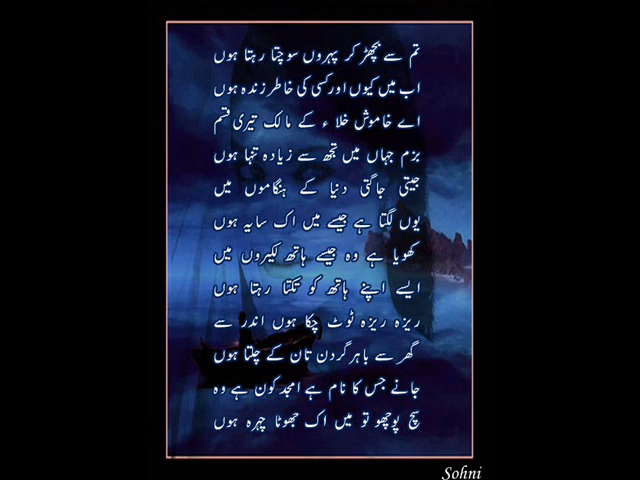 تم سے بچھڑ کر پہروں سوچتا رہتا ہوں
اب میں کیوں اور کسی کی خاطر زندہ ہوں
اے خاموش خلاء کے مالک تیری قسم
بزم جہاں میں تجھ سے زیادہ تنہا ہوں
جیتی جاگتی دنیا کے ہنگاموں میں
یوں لگتا ہے جیسے میں اک سایہ ہوں
کھویا ہے وہ جیسے ہاتھ لکیروں میں
ایسے اپنے ہاتھ کو تکتا رہتا ہوں
ریزہ ریزہ ٹوٹ چکا ہوں اندر سے
گھر سے باہر گردن تان کے چلتا ہوں
جانے جس کا نام ہے امجد کون ہے وہ
سچ پوچھو تو میں اک جھوٹا چہرہ ہوں
Sohni